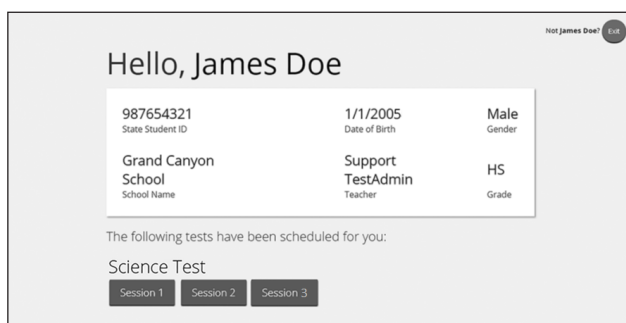 Not James Doe? Exit
Hello, James Doe
987654321 1/1/2005 Male
State Student ID Date of Birth Gender
Grand Canyon School Support TestAdmin HS
School Name Teacher Grade
The following tests have been scheduled for you:
Science Test
Session 1 Session 2 Session 3